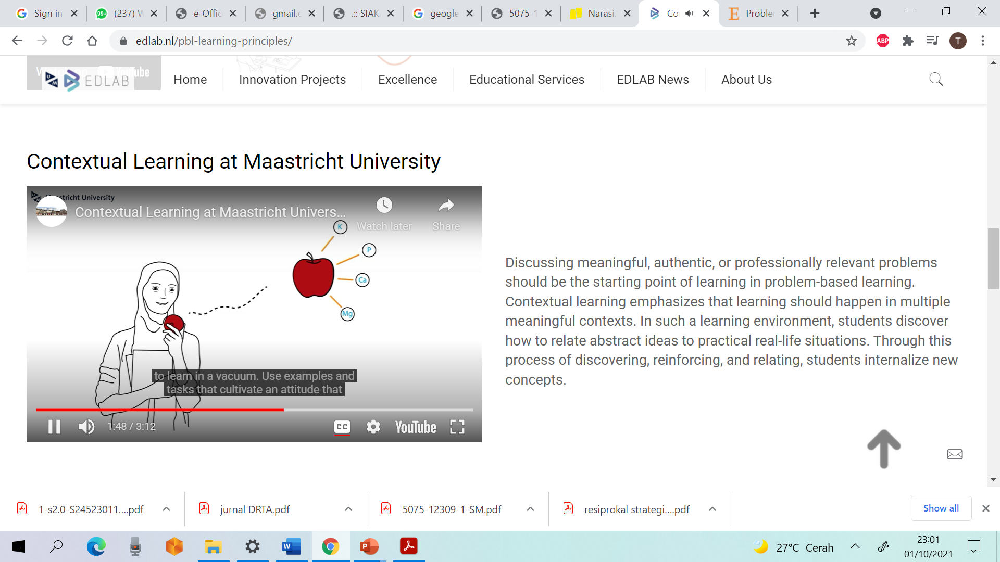 Sign in
(237) W
e-Offic
gmail.c
.:: SIAK
geogle
5075-1
Narasi.
Co
Problem
edlab.nl/pbl-learning-principles/
ABP
T
EDLAB
Home
Innovation Projects
Excellence
Educational Services
EDLAB News
About Us
Contextual Learning at Maastricht University
Contextual Learning at Maastricht Univers...
Watch later
Share
K
P
Ca
Mg
to learn in a vacuum. Use examples and
tasks that cultivate an attitude that
1:48 / 3:12
CC
YouTube
Discussing meaningful, authentic, or professionally relevant problems
should be the starting point of learning in problem-based learning.
Contextual learning emphasizes that learning should happen in multiple
meaningful contexts. In such a learning environment, students discover
how to relate abstract ideas to practical real-life situations. Through this
process of discovering, reinforcing, and relating, students internalize new
concepts.
1-s2.0-S24523011....pdf
jurnal DRTA.pdf
5075-12309-1-SM.pdf
resiprokal strategi....pdf
Show all
27°C Cerah
23:01
01/10/2021